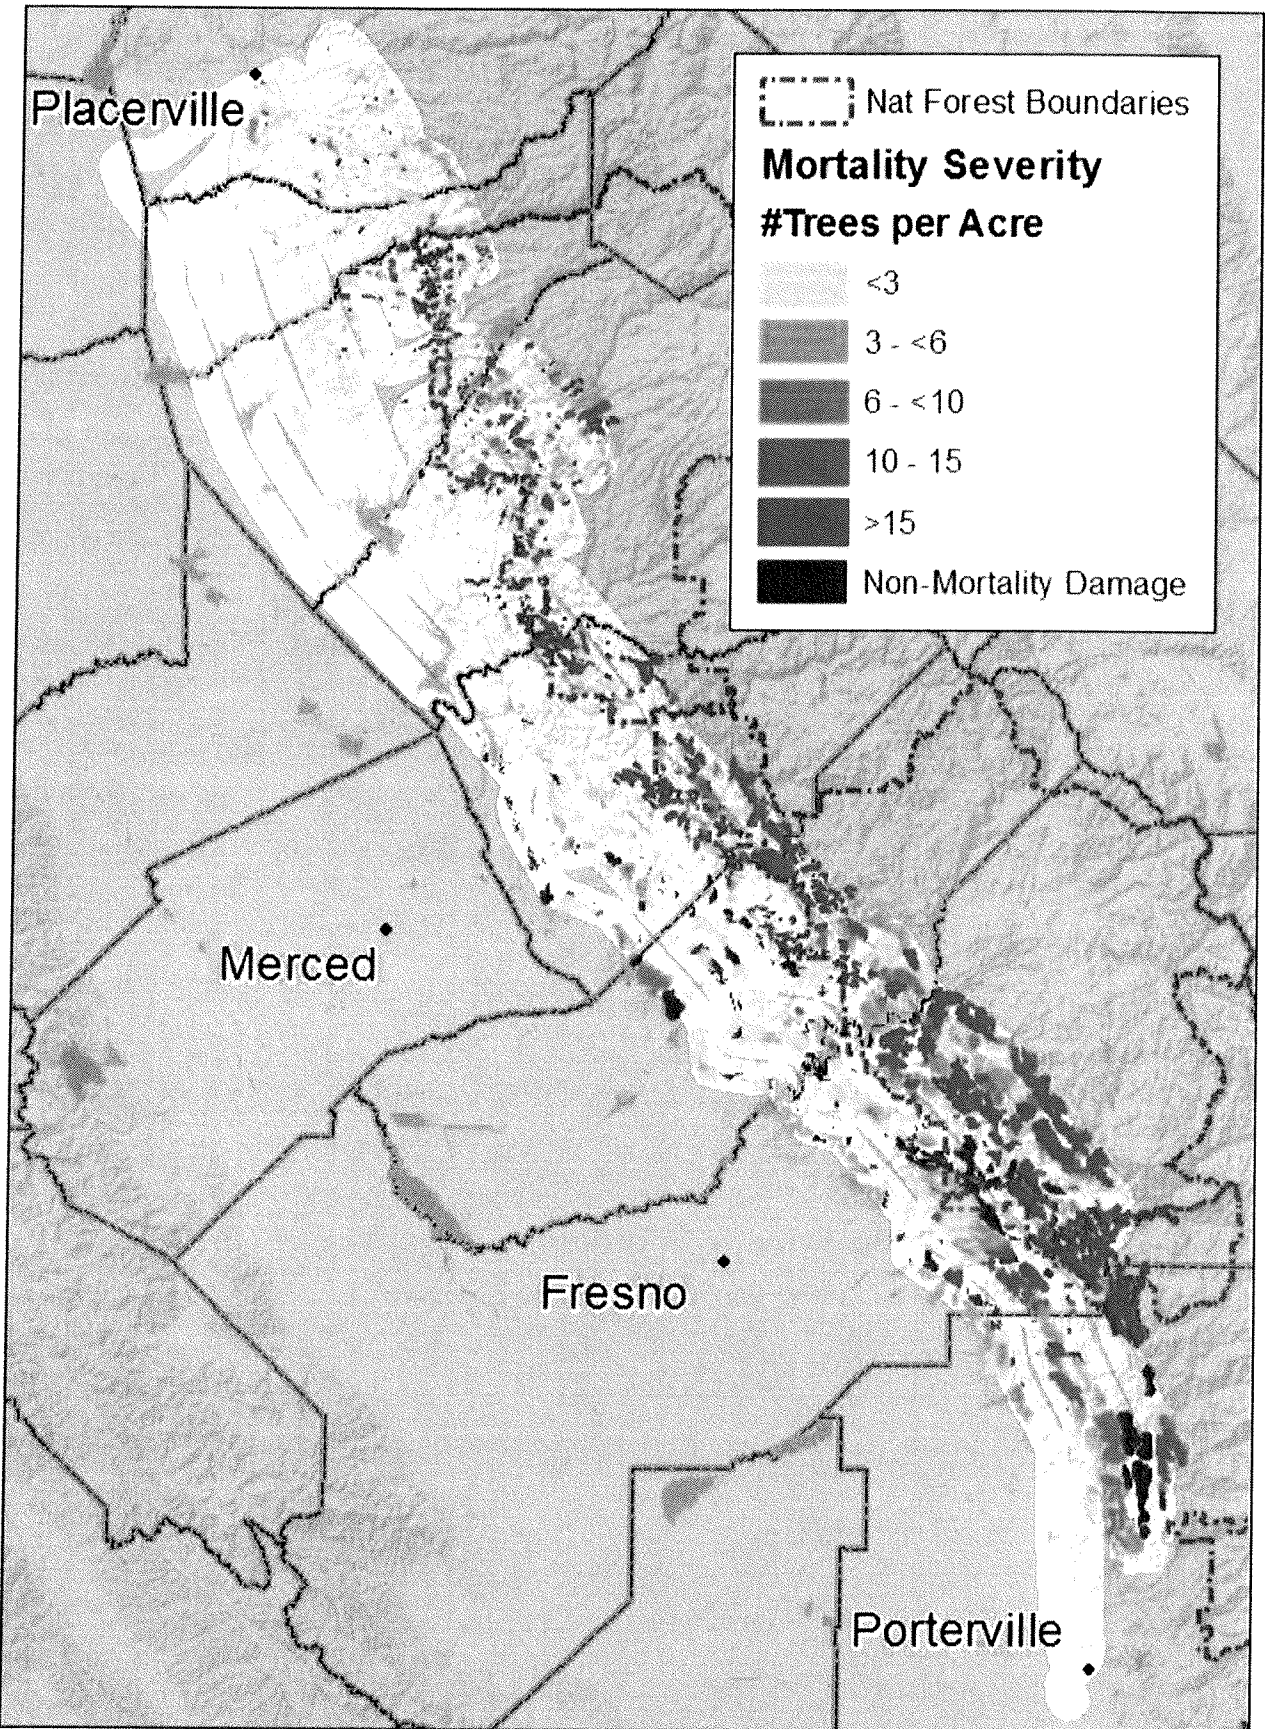 Placerville
Nat Forest Boundaries
Mortality Severity
#Trees per Acre
<3
3 - <6
6 - <10
10 - 15
>15
Non-Mortality Damage
Merced
Fresno
Porterville